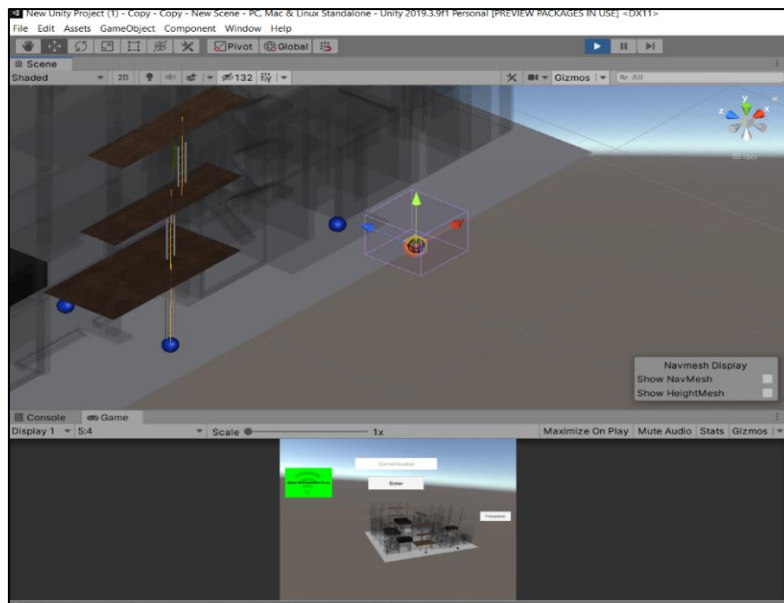 New Unity Project (1) - Copy - Copy - New Scene - PC, Mac & Linux Standalone - Unity 2019.3.9f1 Personal [PREVIEW PACKAGES IN USE] <DX11>
File Edit Assets GameObject Component Window Help
Pivot Global
Scene
Shaded 2D 132 Gizmos All
y
z x
Iso
Navmesh Display
Show NavMesh
Show HeightMesh
Console Game
Display 1 5:4 Scale 1x Maximize On Play Mute Audio Stats Gizmos
Current location
Enter